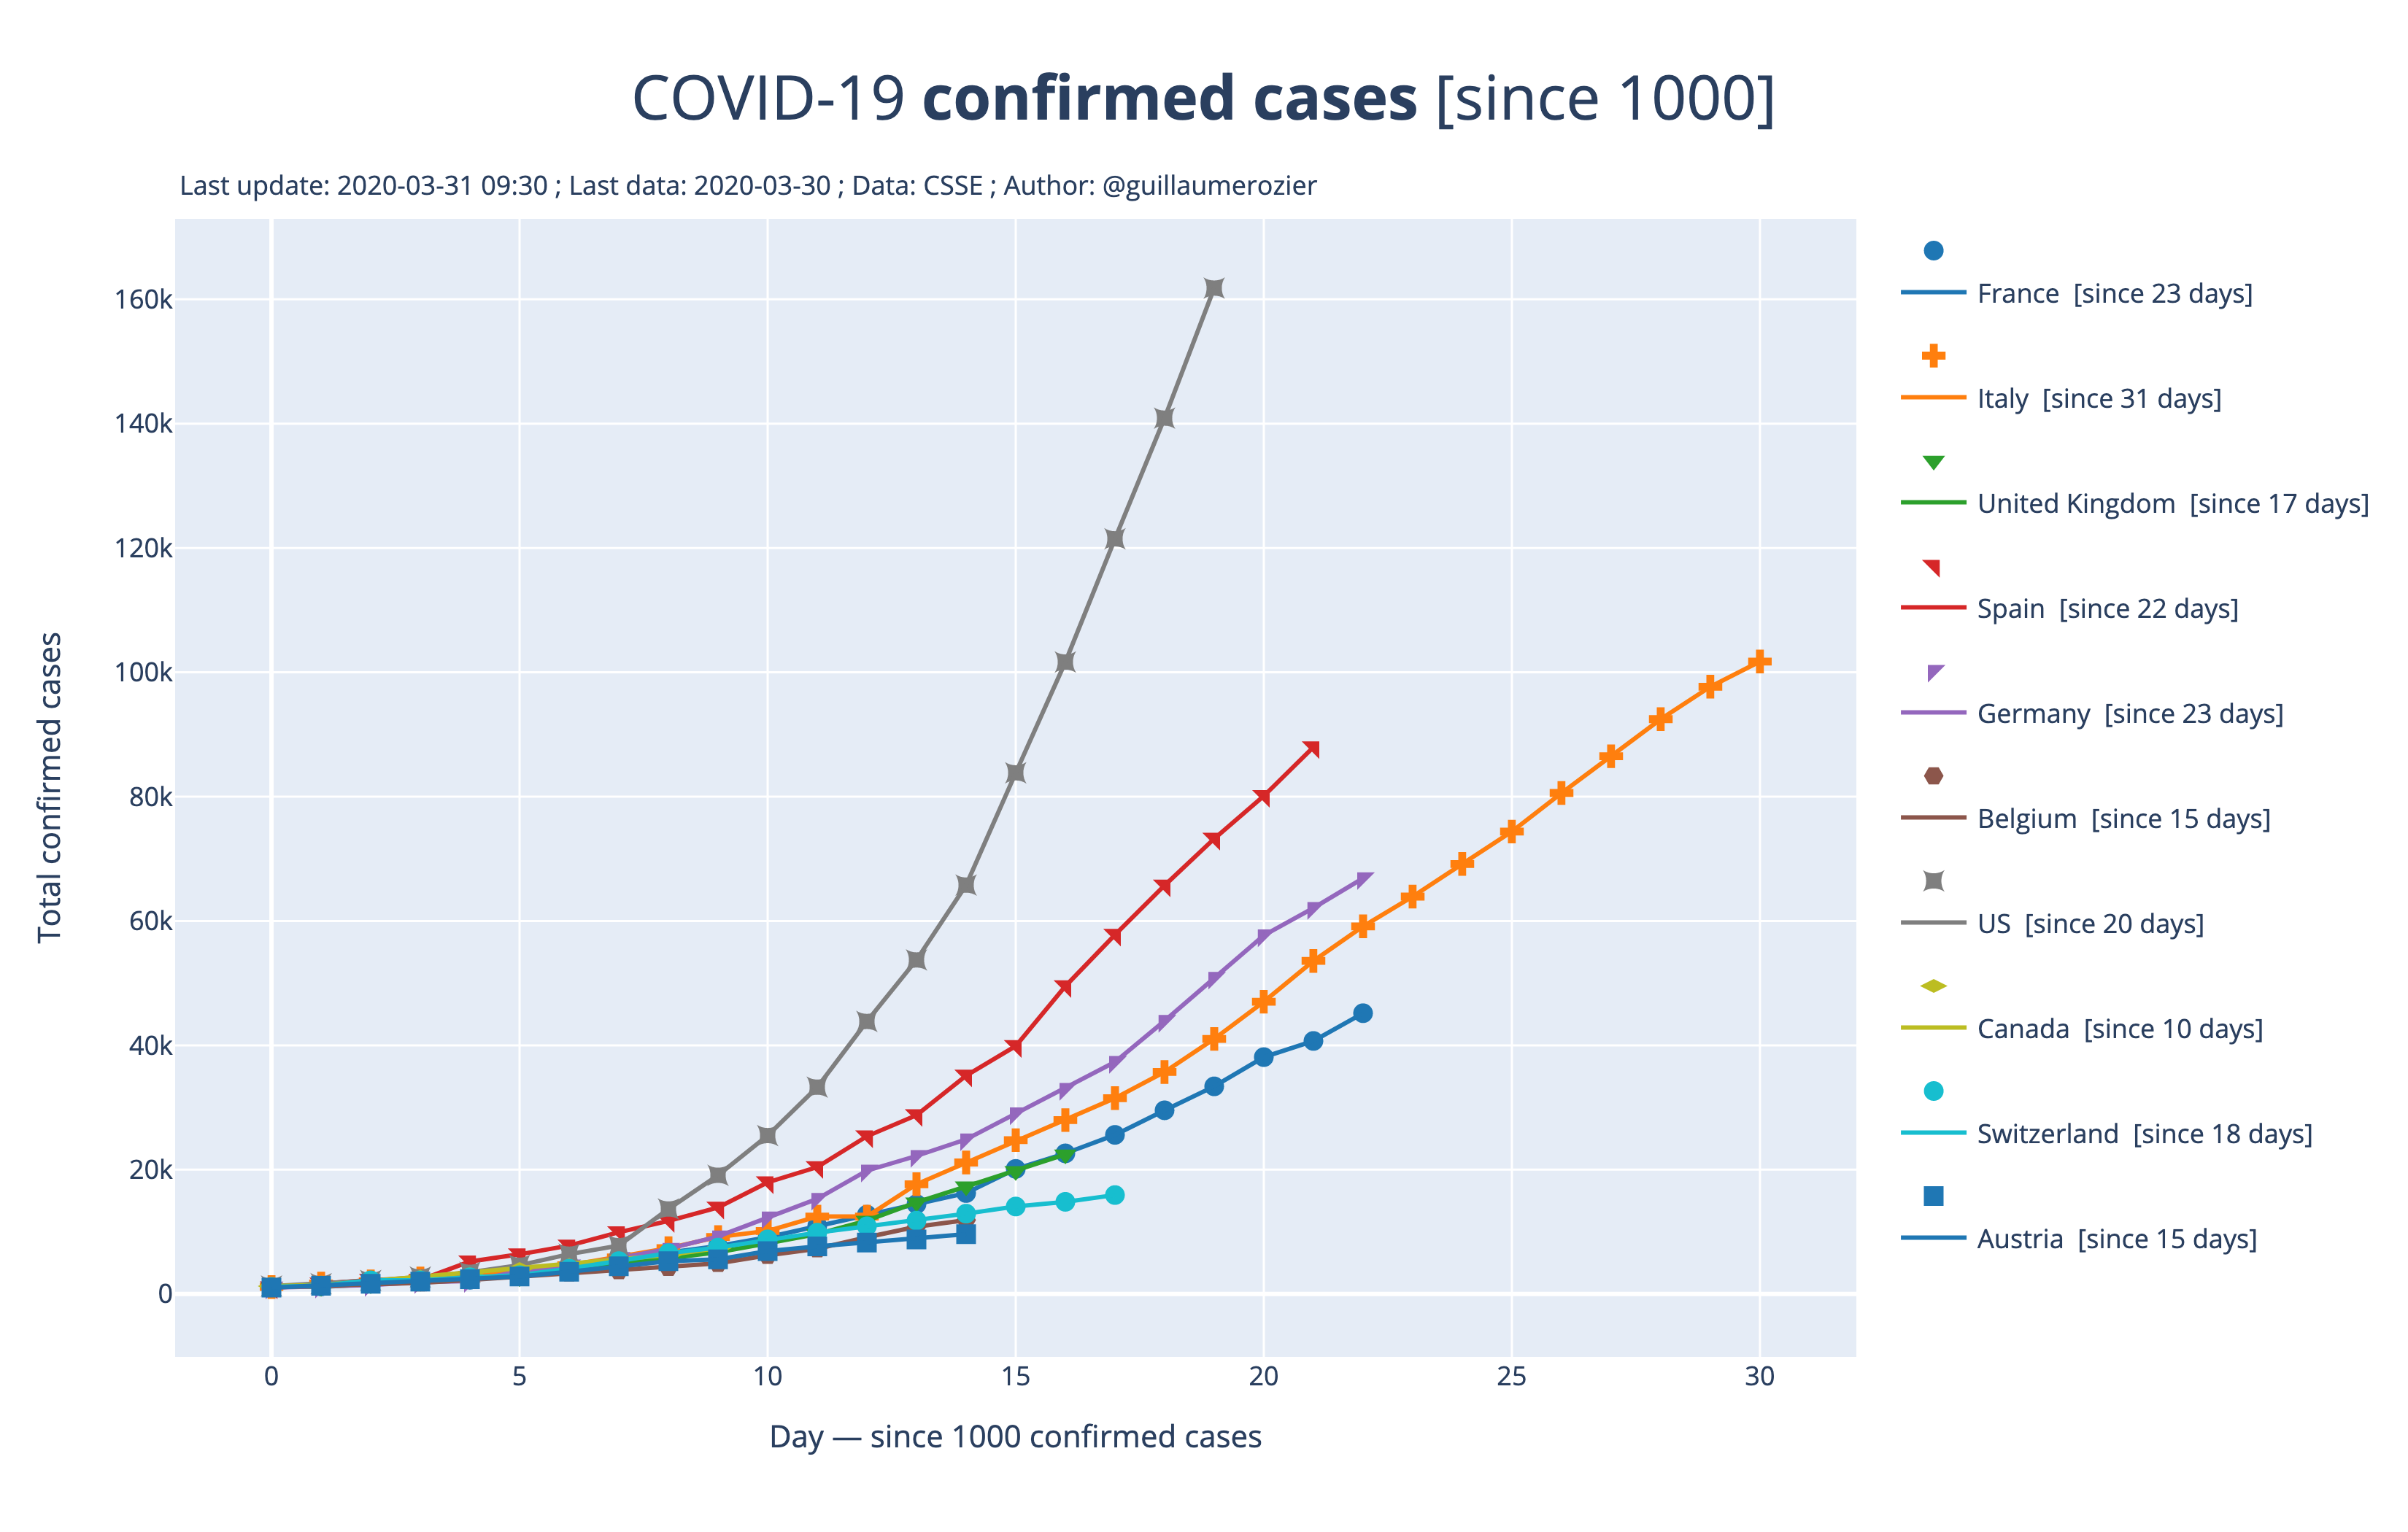 COVID-19 confirmed cases [since 1000]
Last update: 2020-03-31 09:30 ; Last data: 2020-03-30 ; Data: CSSE ; Author: @guillaumerozier
Total confirmed cases
160k
140k
120k
100k
80k
60k
40k
20k
0
0 5 10 15 20 25 30
Day — since 1000 confirmed cases
France [since 23 days]
Italy [since 31 days]
United Kingdom [since 17 days]
Spain [since 22 days]
Germany [since 23 days]
Belgium [since 15 days]
US [since 20 days]
Canada [since 10 days]
Switzerland [since 18 days]
Austria [since 15 days]